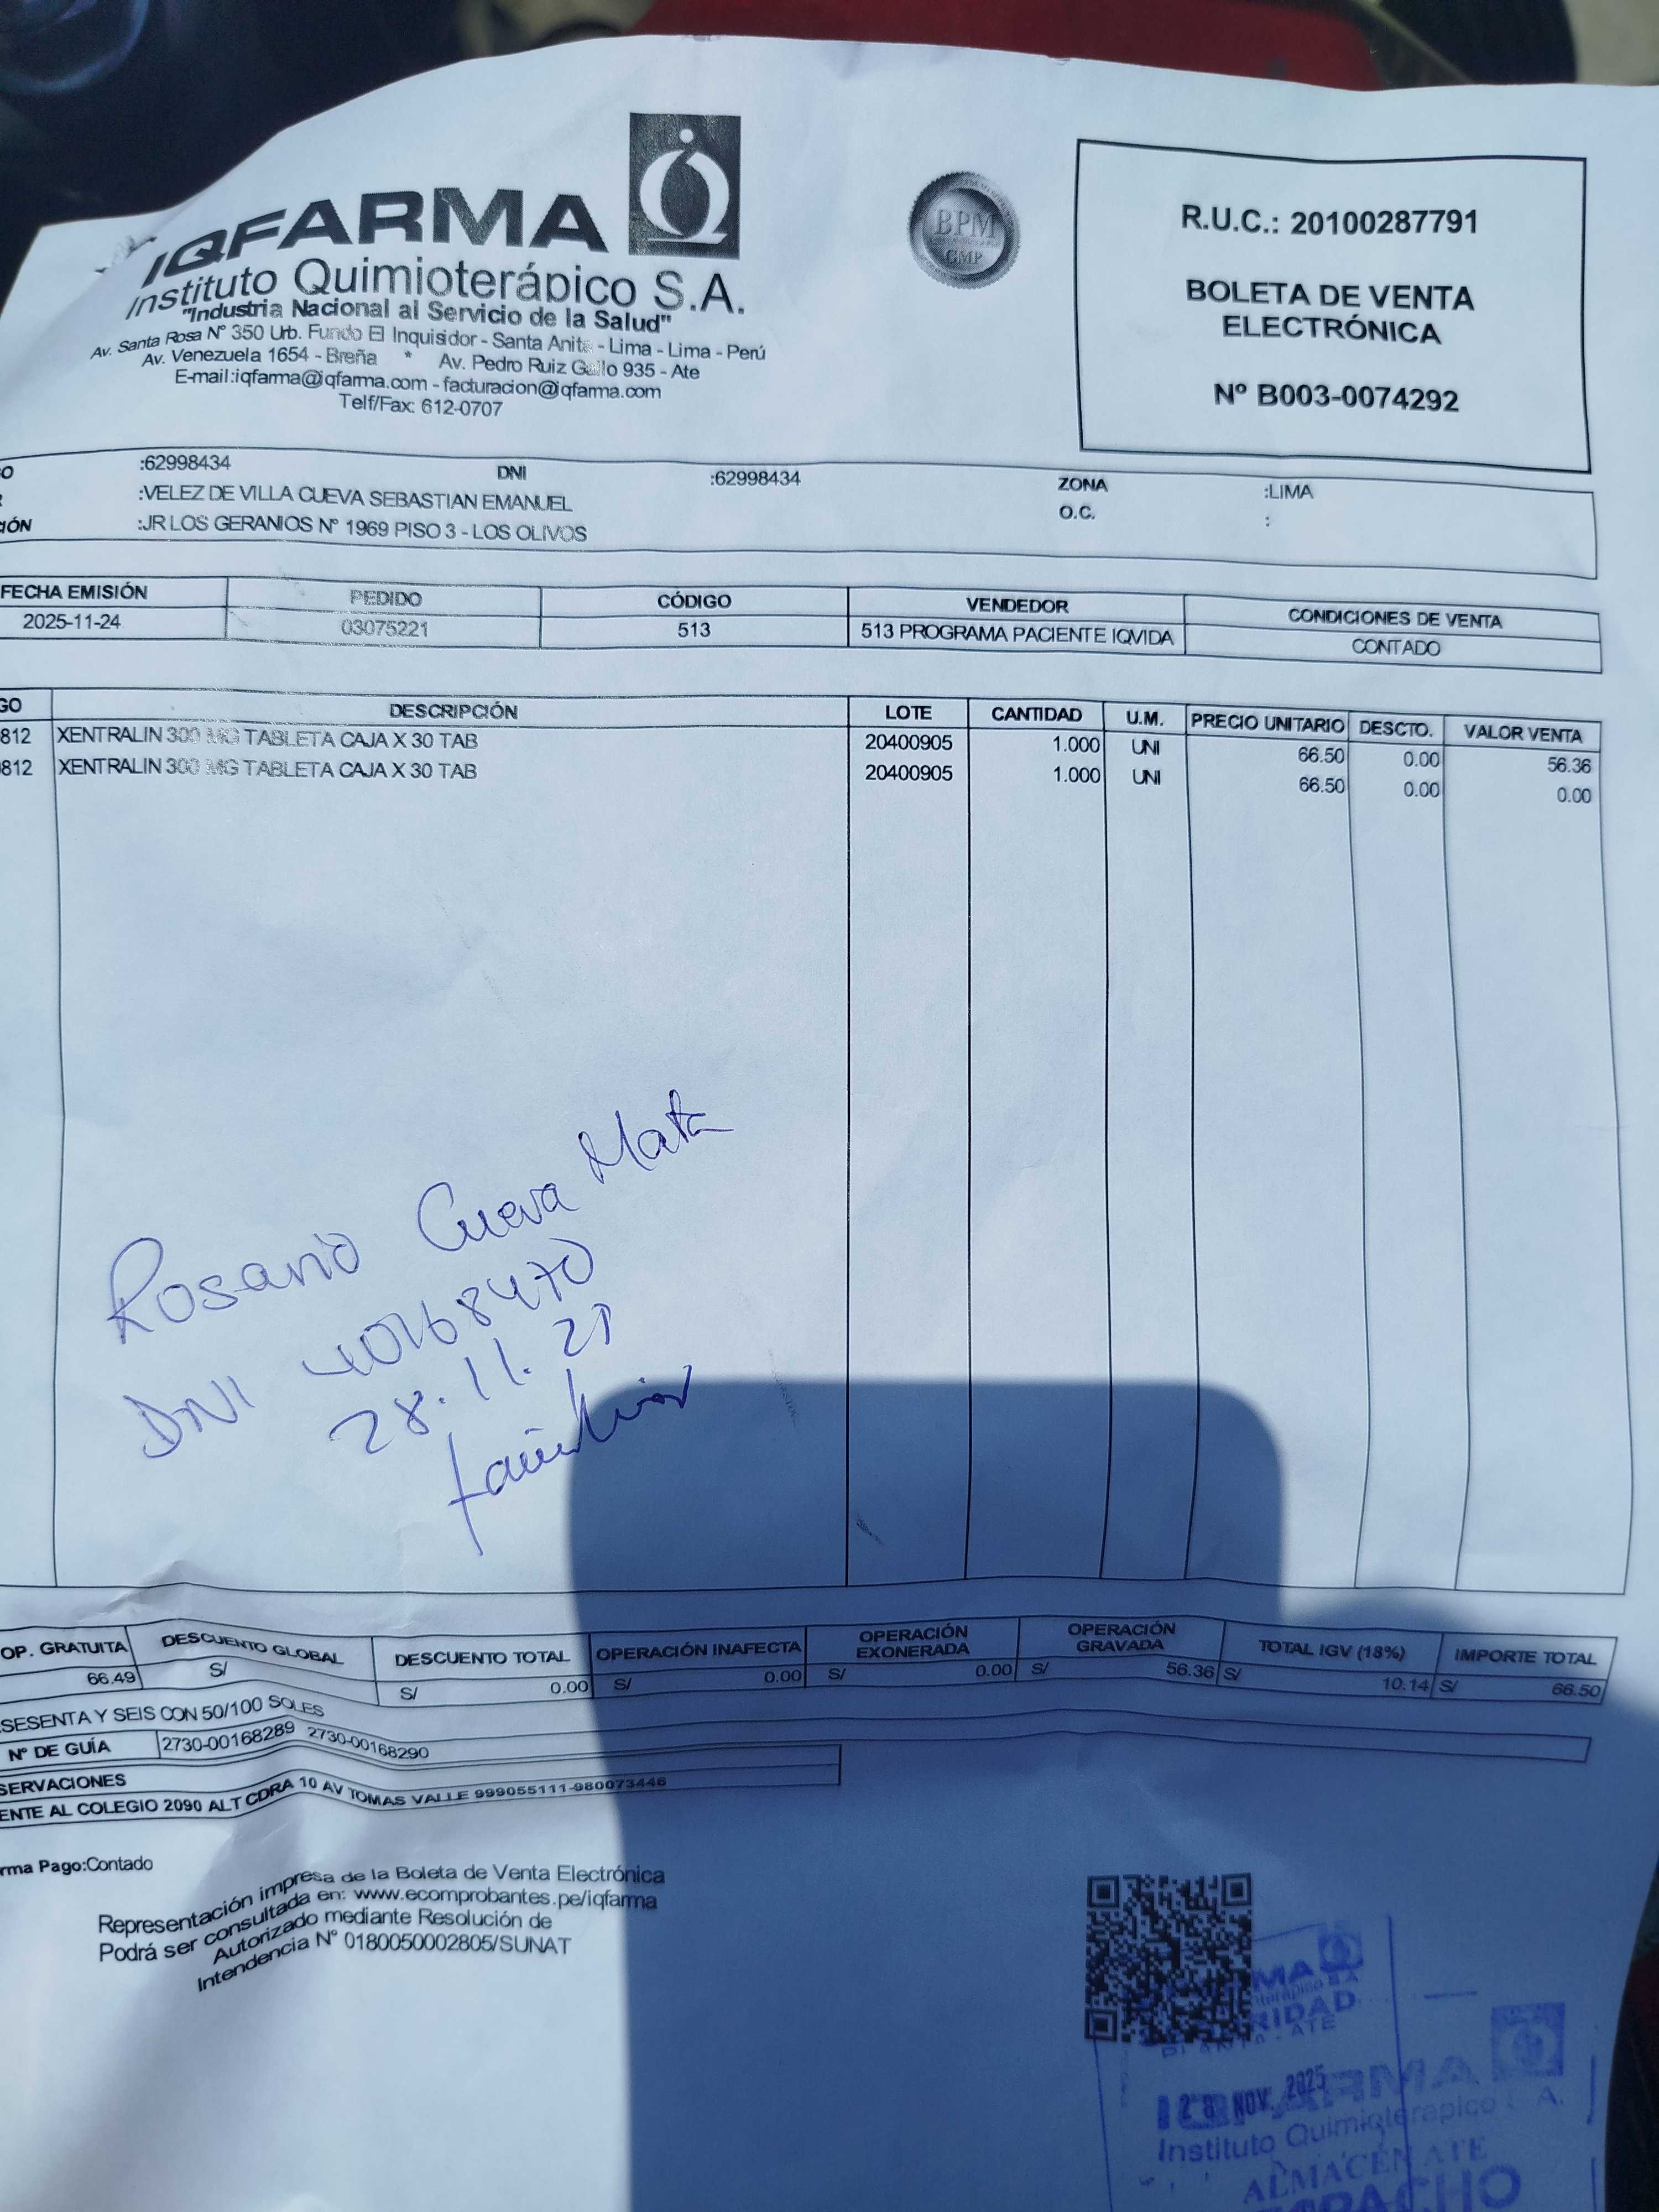 IQFARMA
Instituto Quimioterápico S.A.
"Industria Nacional al Servicio de la Salud"
Av. Santa Rosa N° 350 Urb. Fundo El Inquisidor - Santa Anita - Lima - Lima - Perú
Av. Venezuela 1654 - Breña * Av. Pedro Ruiz Gallo 935 - Ate
E-mail:iqfarma@iqfarma.com - facturacion@iqfarma.com
Telf/Fax: 612-0707
BPM
GMP
R.U.C.: 20100287791
BOLETA DE VENTA
ELECTRÓNICA
Nº B003-0074292
O :62998434 DNI :62998434 ZONA :LIMA
:VELEZ DE VILLA CUEVA SEBASTIAN EMANUEL O.C. :
IÓN :JR LOS GERANIOS N° 1969 PISO 3 - LOS OLIVOS
FECHA EMISIÓN PEDIDO CÓDIGO VENDEDOR CONDICIONES DE VENTA
2025-11-24 03075221 513 513 PROGRAMA PACIENTE IQVIDA CONTADO
GO DESCRIPCIÓN LOTE CANTIDAD U.M. PRECIO UNITARIO DESCTO. VALOR VENTA
812 XENTRALIN 300 MG TABLETA CAJA X 30 TAB 20400905 1.000 UNI 66.50 0.00 56.36
812 XENTRALIN 300 MG TABLETA CAJA X 30 TAB 20400905 1.000 UNI 66.50 0.00 0.00
Rosario Cueva Mata
DNI 40768470
28.11.25
OP. GRATUITA DESCUENTO GLOBAL DESCUENTO TOTAL OPERACIÓN INAFECTA OPERACIÓN EXONERADA OPERACIÓN GRAVADA TOTAL IGV (18%) IMPORTE TOTAL
66.49 S/ S/ 0.00 S/ 0.00 S/ 0.00 S/ 56.36 S/ 10.14 S/ 66.50
SESENTA Y SEIS CON 50/100 SOLES
Nº DE GUÍA 2730-00168289 2730-00168290
SERVACIONES
ENTE AL COLEGIO 2090 ALT CDRA 10 AV TOMAS VALLE 999055111-980073446
rma Pago:Contado
Representación impresa de la Boleta de Venta Electrónica
Podrá ser consultada en: www.ecomprobantes.pe/iqfarma
Autorizado mediante Resolución de
Intendencia N° 0180050002805/SUNAT
PLANTA - ATE
28 NOV. 2025
IQFARMA
Instituto Quimioterapico S.A.
ALMACÉN ATE